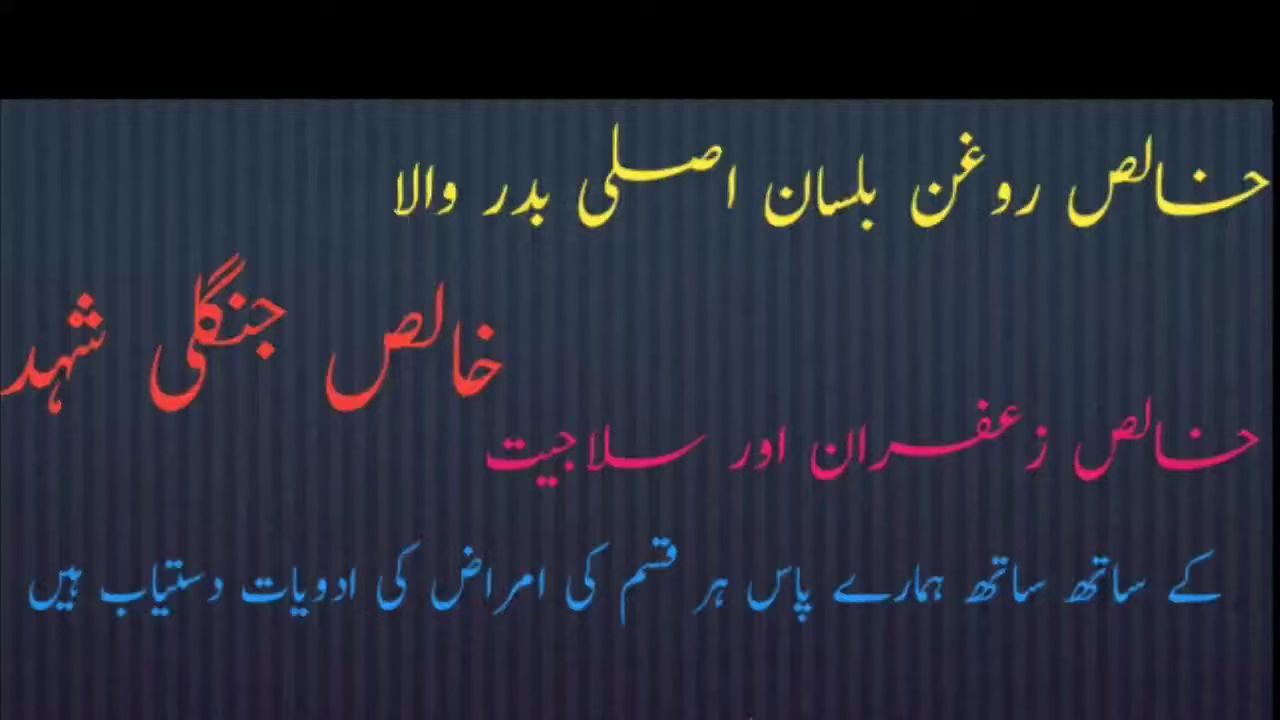 خالص روغن بلسان اصلی بدر والا
خالص جنگلی شہد
خالص زعفران اور سلاجیت
کے ساتھ ساتھ ہمارے پاس ہر قسم کی امراض کی ادویات دستیاب ہیں